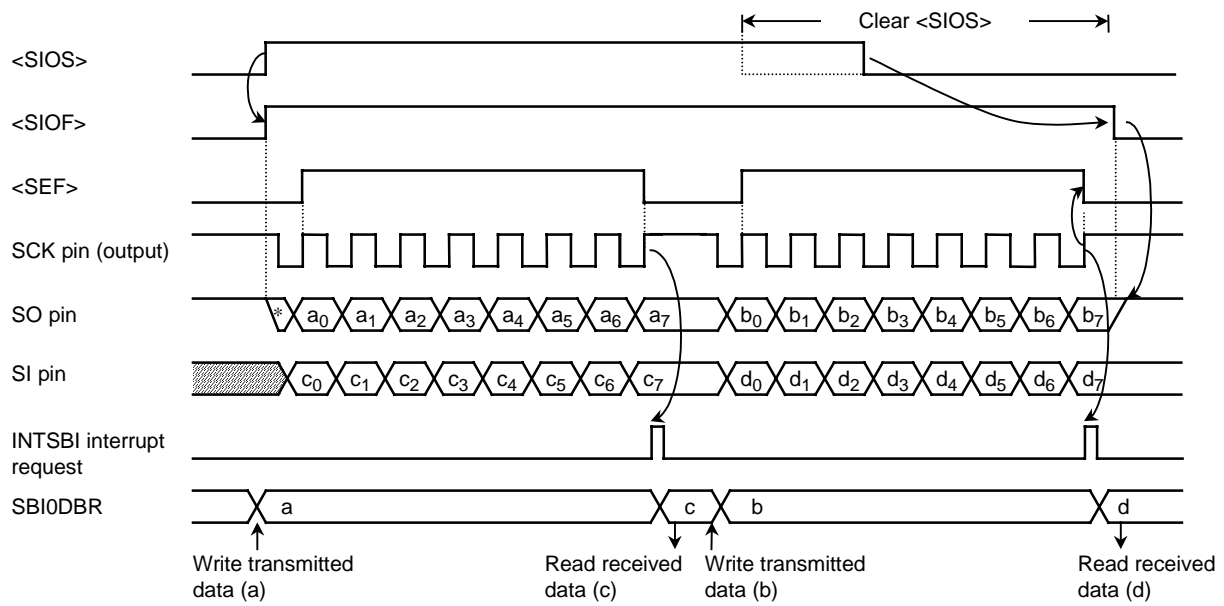 Clear <SIOS>
<SIOS>
<SIOF>
<SEF>
SCK pin (output)
SO pin
* a0 a1 a2 a3 a4 a5 a6 a7 b0 b1 b2 b3 b4 b5 b6 b7
SI pin
c0 c1 c2 c3 c4 c5 c6 c7 d0 d1 d2 d3 d4 d5 d6 d7
INTSBI interrupt
request
SBI0DBR
a c b d
Write transmitted
data (a)
Read received
data (c)
Write transmitted
data (b)
Read received
data (d)